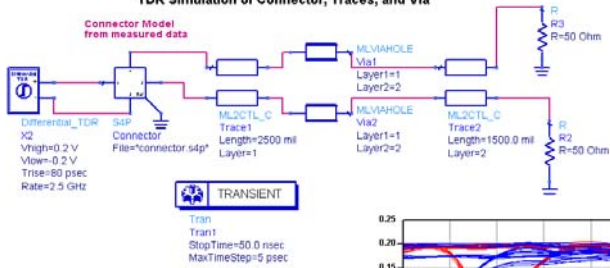 TDR Simulation of Connector, Traces, and Via
Connector Model
from measured data
Differential_TDR
X2
Vhigh=0.2 V
Vlow=-0.2 V
Trise=80 psec
Rate=2.5 GHz
S4P
Connector
File="connector.s4p"
ML2CTL_C
Trace1
Length=2500 mil
Layer=1
MLVIAHOLE
Via1
Layer1=1
Layer2=2
MLVIAHOLE
Via2
Layer1=1
Layer2=2
ML2CTL_C
Trace2
Length=1500.0 mil
Layer=2
R
R3
R=50 Ohm
R
R2
R=50 Ohm
TRANSIENT
Tran
Tran1
StopTime=50.0 nsec
MaxTimeStep=5 psec
0.25
0.20
0.15